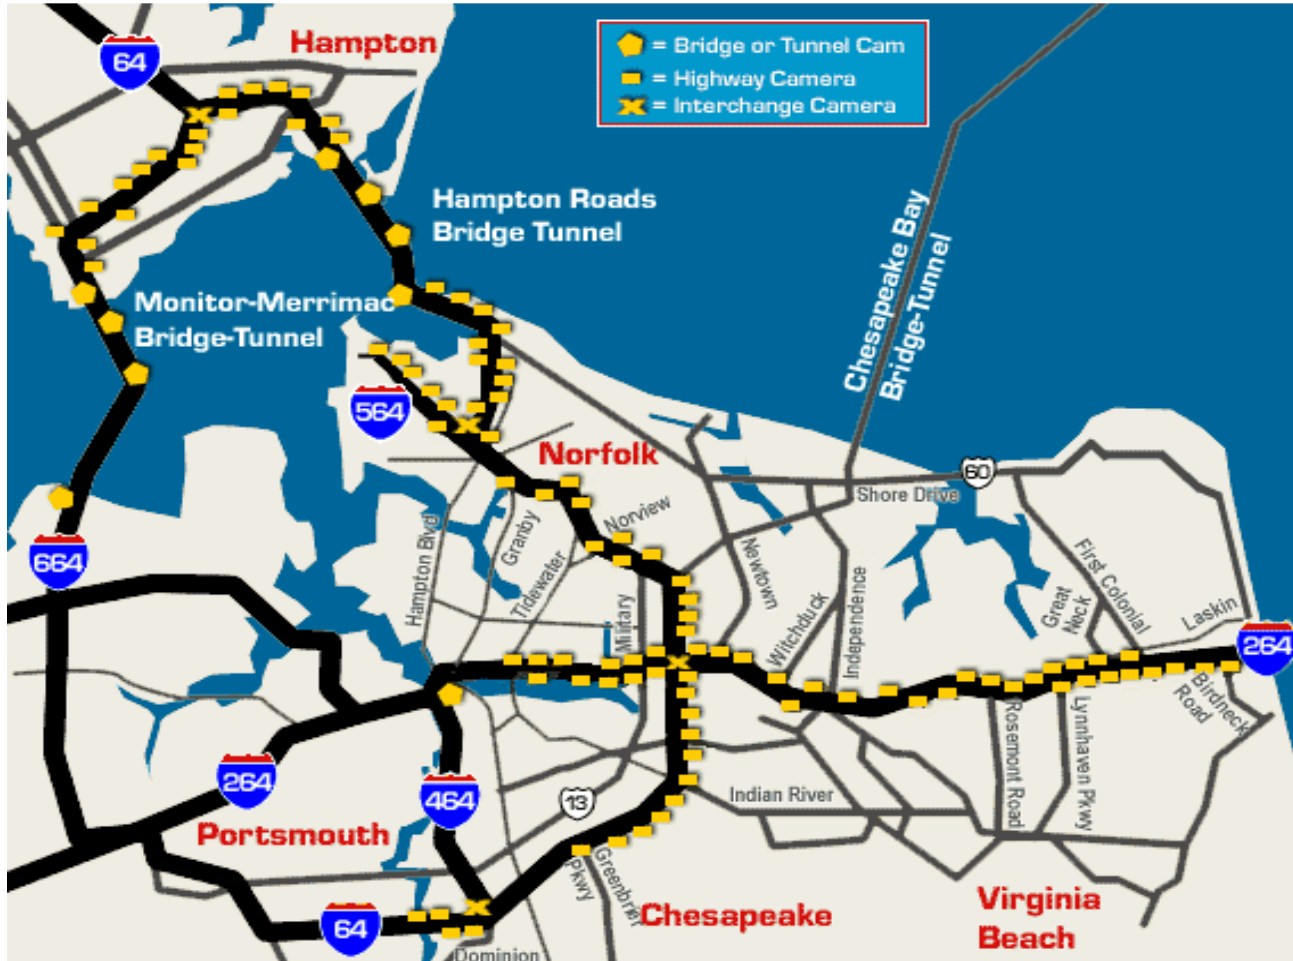 64
Hampton
= Bridge or Tunnel Cam
= Highway Camera
= Interchange Camera
Hampton Roads
Bridge Tunnel
Chesapeake Bay
Bridge-Tunnel
Monitor-Merrimac
Bridge-Tunnel
564
Norfolk
60
Shore Drive
664
Hampton Blvd
Granby
Tidewater
Norview
Military
Newtown
Witchduck
Independence
Great
Neck
First Colonial
Laskin
264
Birdneck
Road
Rosemont Road
Lynnhaven Pkwy
264
464
13
Indian River
Portsmouth
Greenbrier
Pkwy
Chesapeake
Virginia
Beach
64
Dominion